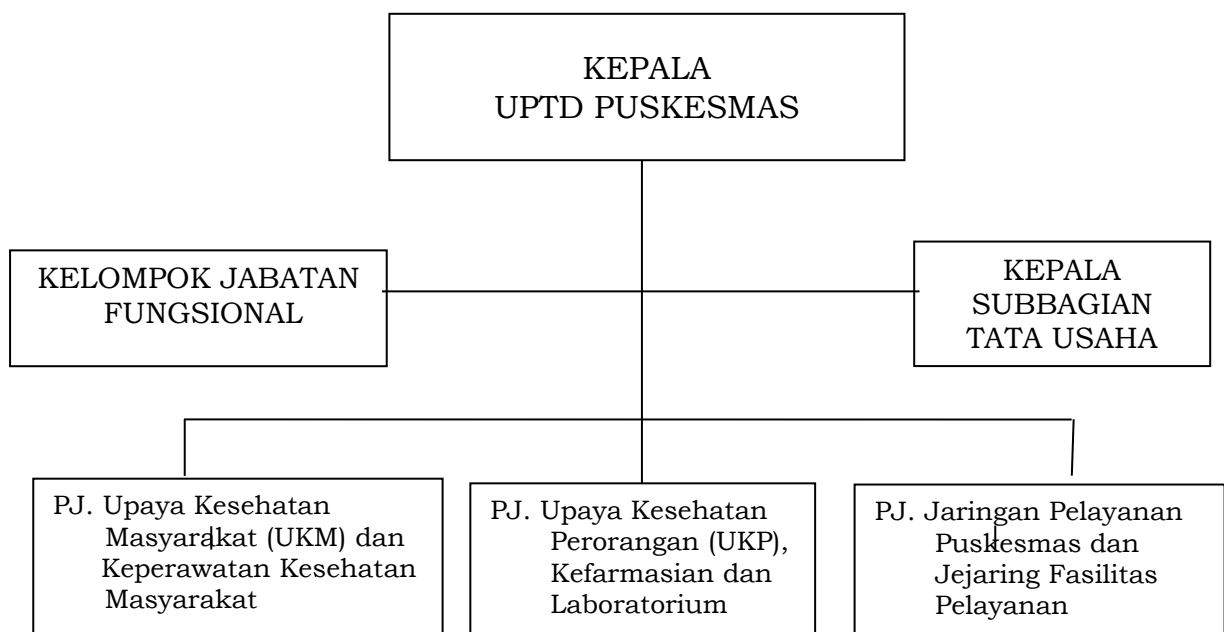 KEPALA
UPTD PUSKESMAS
KELOMPOK JABATAN
FUNGSIONAL
KEPALA
SUBBAGIAN
TATA USAHA
PJ. Upaya Kesehatan
Masyarakat (UKM) dan
Keperawatan Kesehatan
Masyarakat
PJ. Upaya Kesehatan
Perorangan (UKP),
Kefarmasian dan
Laboratorium
PJ. Jaringan Pelayanan
Puskesmas dan
Jejaring Fasilitas
Pelayanan